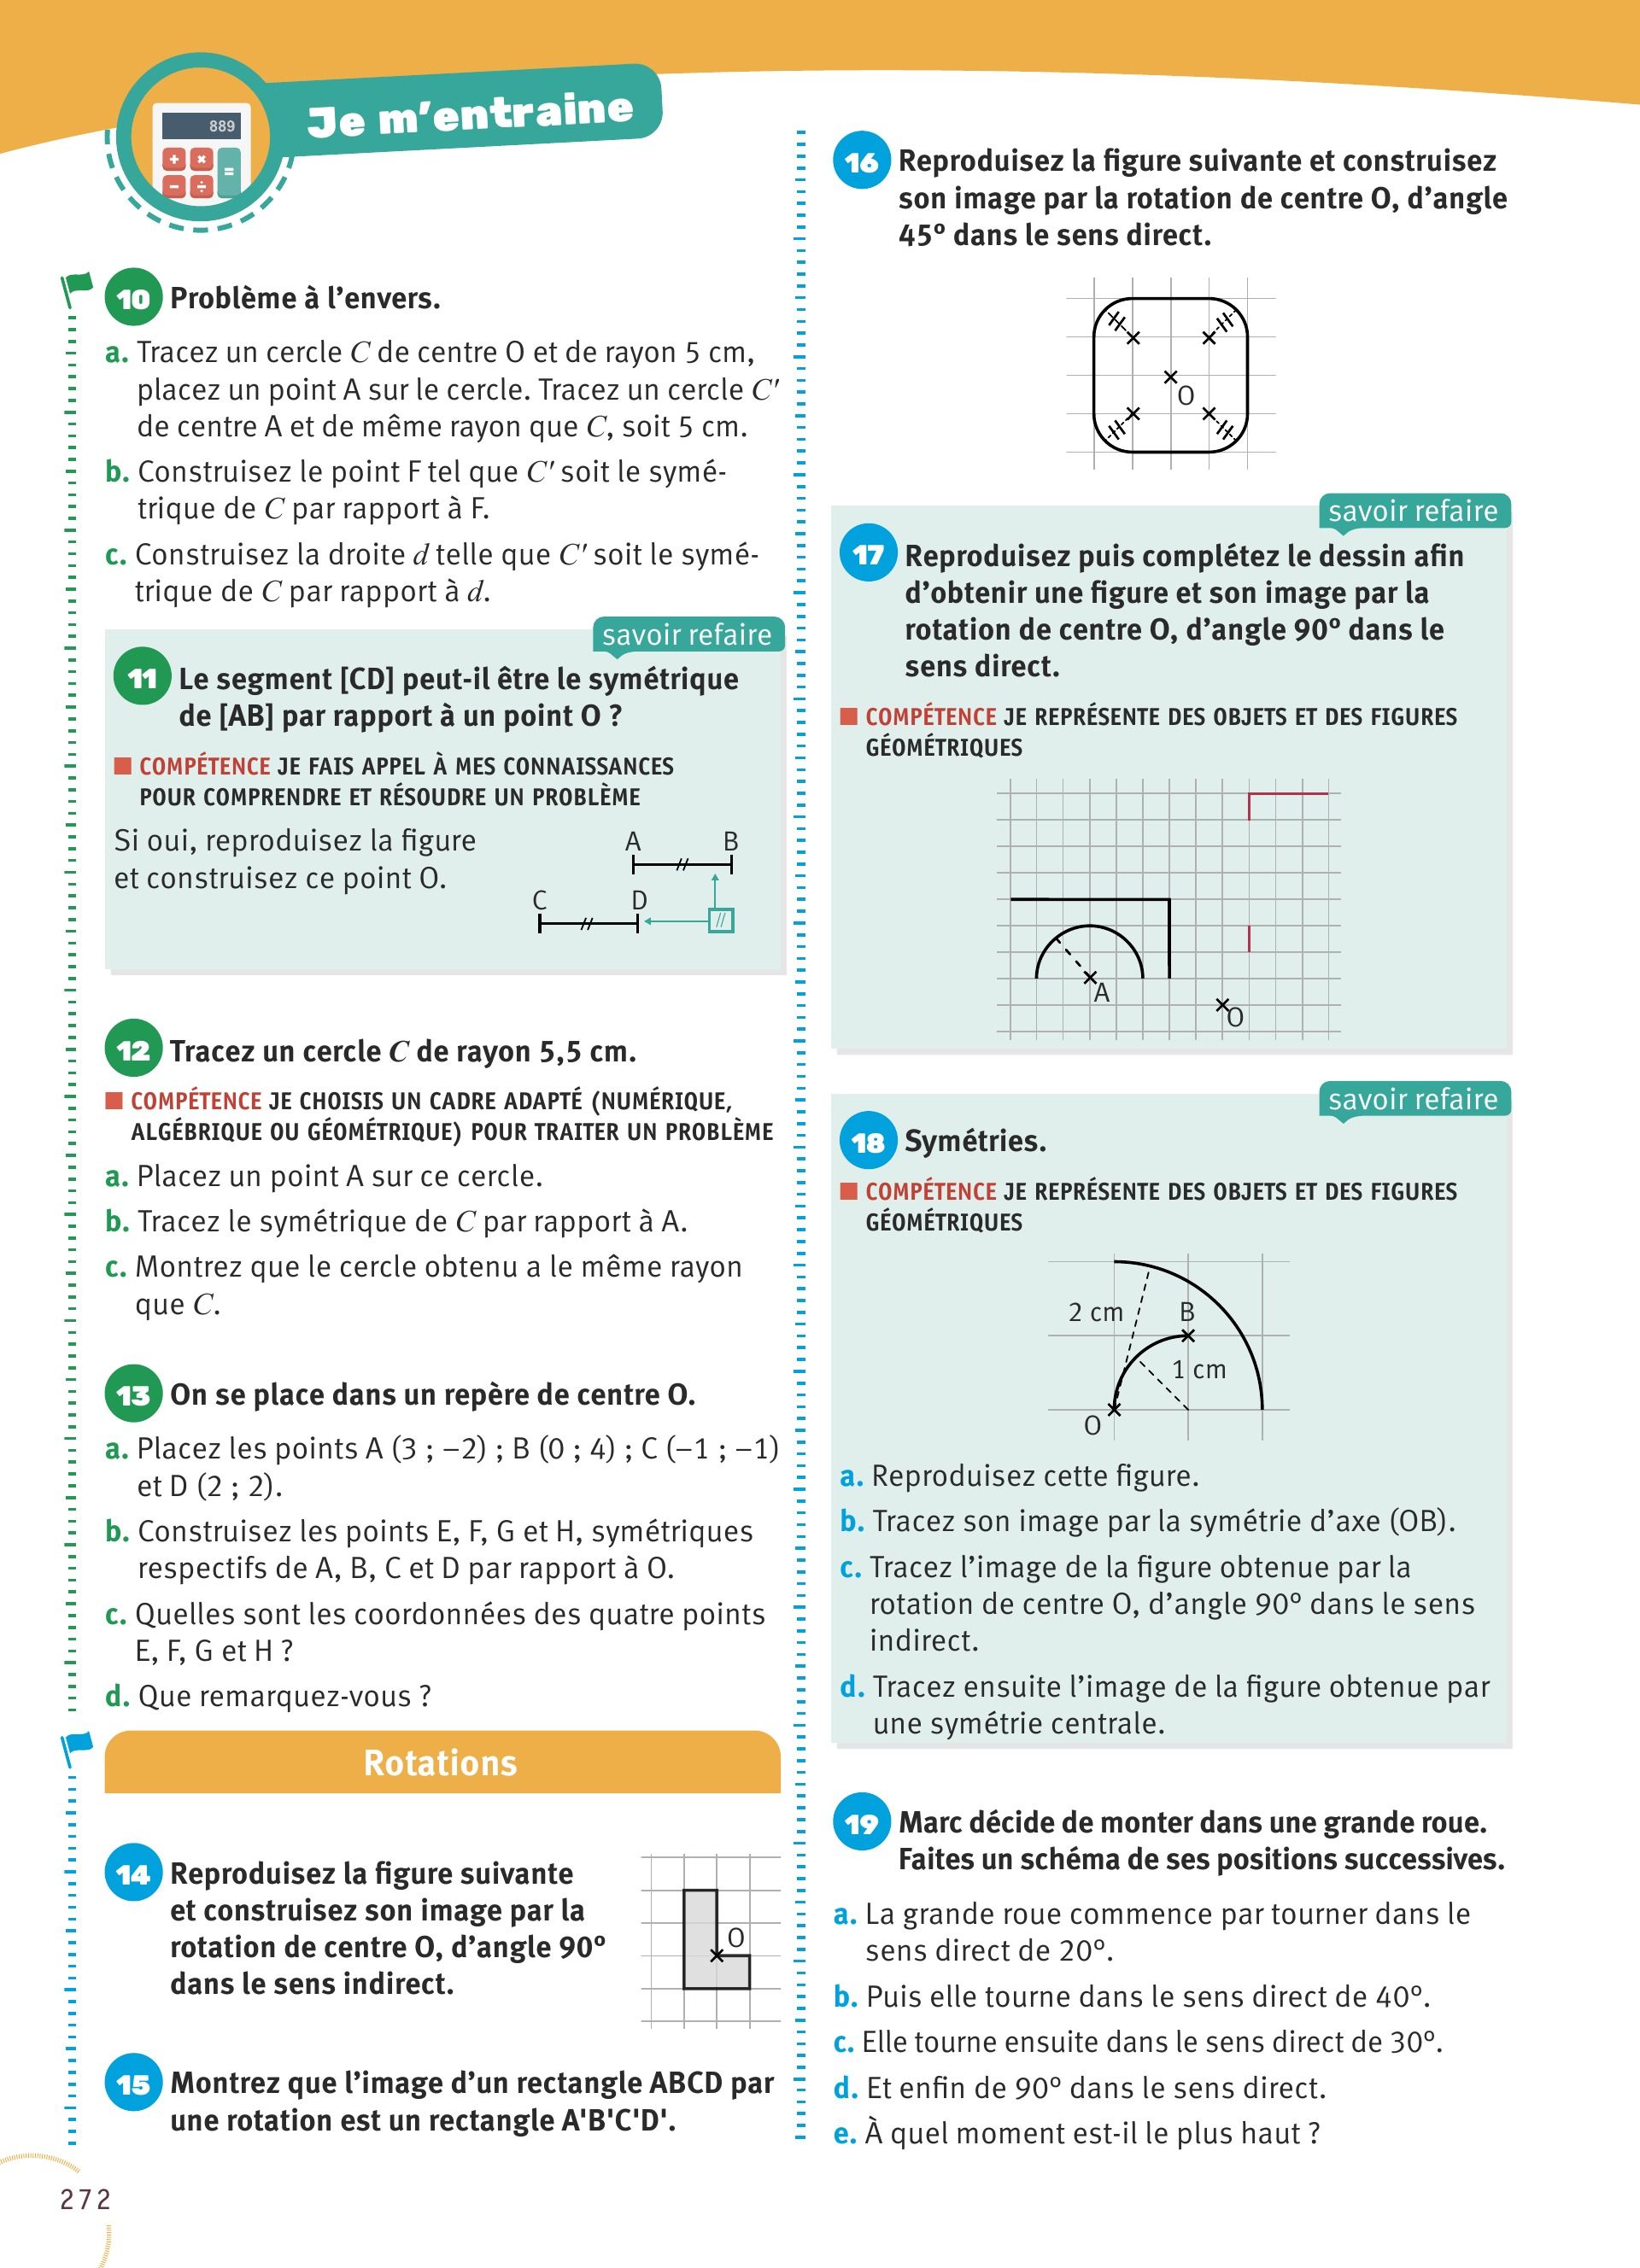 889
Je m'entraine
10 Problème à l'envers.
a. Tracez un cercle C de centre O et de rayon 5 cm,
placez un point A sur le cercle. Tracez un cercle C'
de centre A et de même rayon que C, soit 5 cm.
b. Construisez le point F tel que C' soit le symé-
trique de C par rapport à F.
c. Construisez la droite d telle que C' soit le symé-
trique de C par rapport à d.
savoir refaire
11 Le segment [CD] peut-il être le symétrique
de [AB] par rapport à un point O ?
COMPÉTENCE JE FAIS APPEL À MES CONNAISSANCES
POUR COMPRENDRE ET RÉSOUDRE UN PROBLÈME
Si oui, reproduisez la figure
et construisez ce point O.
A B
C D
//
12 Tracez un cercle C de rayon 5,5 cm.
COMPÉTENCE JE CHOISIS UN CADRE ADAPTÉ (NUMÉRIQUE,
ALGÉBRIQUE OU GÉOMÉTRIQUE) POUR TRAITER UN PROBLÈME
a. Placez un point A sur ce cercle.
b. Tracez le symétrique de C par rapport à A.
c. Montrez que le cercle obtenu a le même rayon
que C.
13 On se place dans un repère de centre O.
a. Placez les points A (3 ; –2) ; B (0 ; 4) ; C (–1 ; –1)
et D (2 ; 2).
b. Construisez les points E, F, G et H, symétriques
respectifs de A, B, C et D par rapport à O.
c. Quelles sont les coordonnées des quatre points
E, F, G et H ?
d. Que remarquez-vous ?
Rotations
14 Reproduisez la figure suivante
et construisez son image par la
rotation de centre O, d'angle 90°
dans le sens indirect.
O
15 Montrez que l'image d'un rectangle ABCD par
une rotation est un rectangle A'B'C'D'.
16 Reproduisez la figure suivante et construisez
son image par la rotation de centre O, d'angle
45° dans le sens direct.
O
savoir refaire
17 Reproduisez puis complétez le dessin afin
d'obtenir une figure et son image par la
rotation de centre O, d'angle 90° dans le
sens direct.
COMPÉTENCE JE REPRÉSENTE DES OBJETS ET DES FIGURES
GÉOMÉTRIQUES
A
O
savoir refaire
18 Symétries.
COMPÉTENCE JE REPRÉSENTE DES OBJETS ET DES FIGURES
GÉOMÉTRIQUES
2 cm B
1 cm
O
a. Reproduisez cette figure.
b. Tracez son image par la symétrie d'axe (OB).
c. Tracez l'image de la figure obtenue par la
rotation de centre O, d'angle 90° dans le sens
indirect.
d. Tracez ensuite l'image de la figure obtenue par
une symétrie centrale.
19 Marc décide de monter dans une grande roue.
Faites un schéma de ses positions successives.
a. La grande roue commence par tourner dans le
sens direct de 20°.
b. Puis elle tourne dans le sens direct de 40°.
c. Elle tourne ensuite dans le sens direct de 30°.
d. Et enfin de 90° dans le sens direct.
e. À quel moment est-il le plus haut ?
272